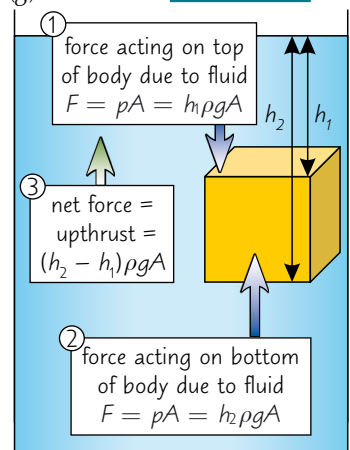 ①
force acting on top
of body due to fluid
F = pA = h₁ρgA
h₂
h₁
③
net force =
upthrust =
(h₂ − h₁)ρgA
②
force acting on bottom
of body due to fluid
F = pA = h₂ρgA